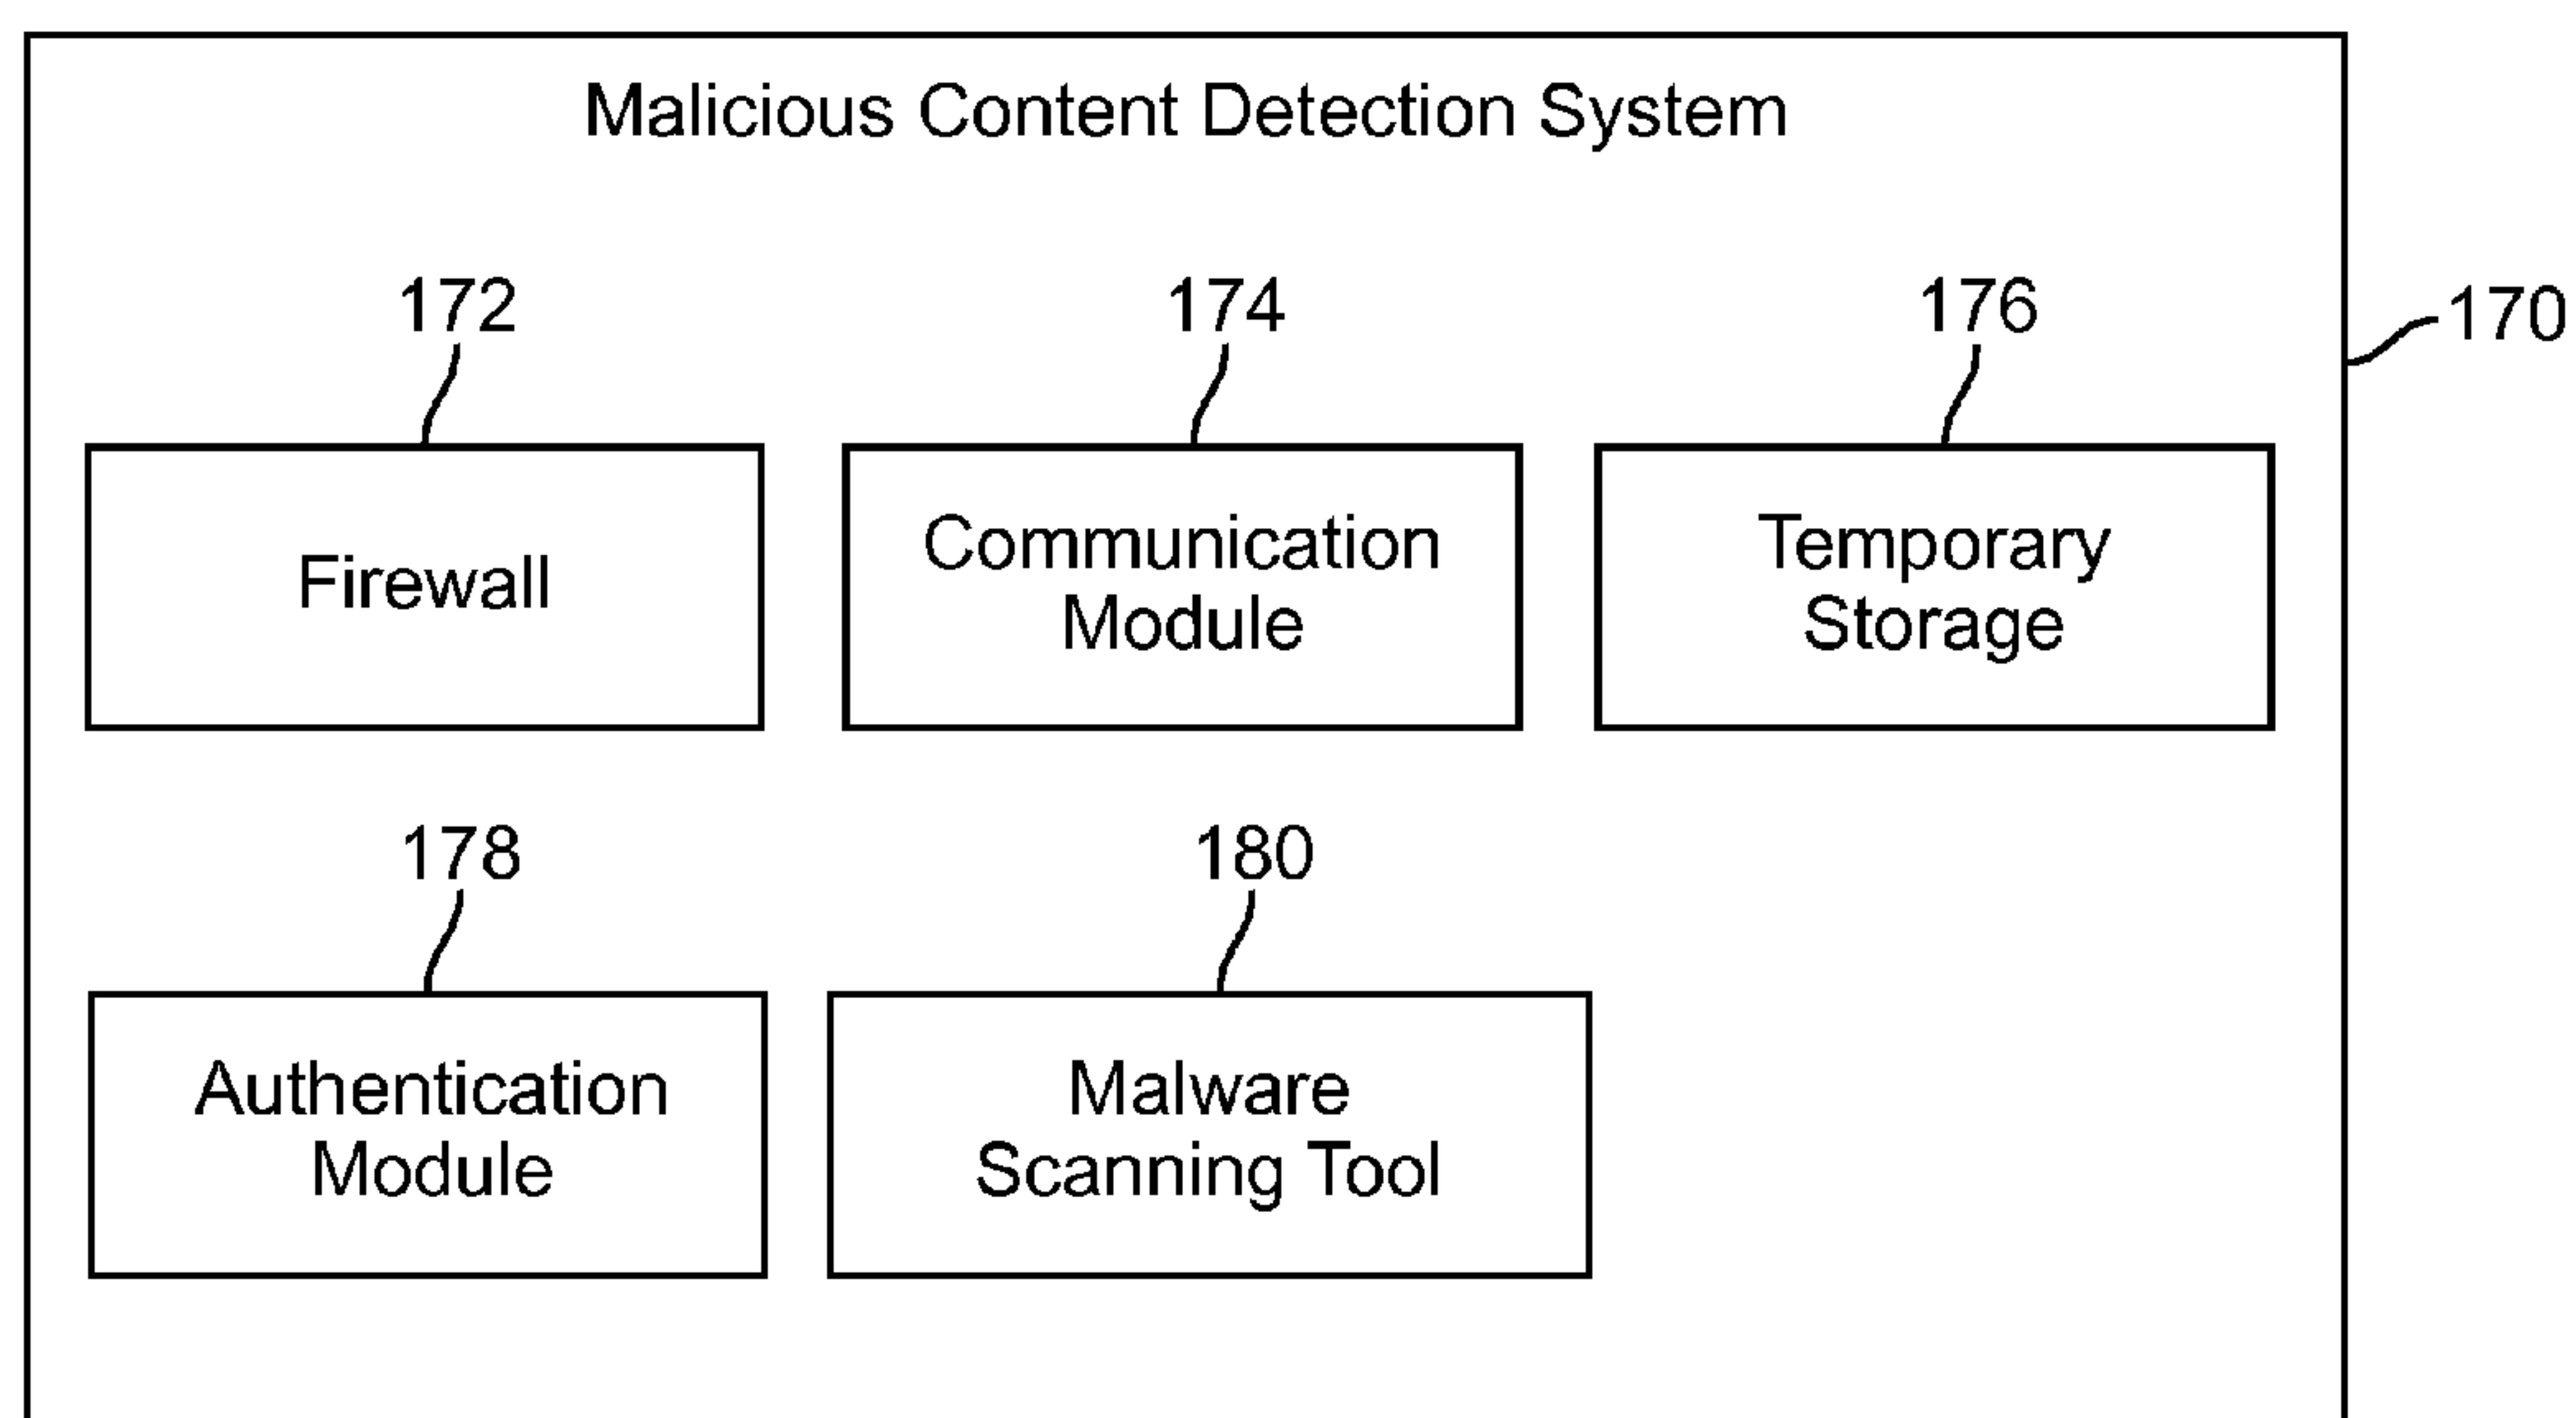 Malicious Content Detection System
172
174
176
170
Firewall
Communication
Module
Temporary
Storage
178
180
Authentication
Module
Malware
Scanning Tool